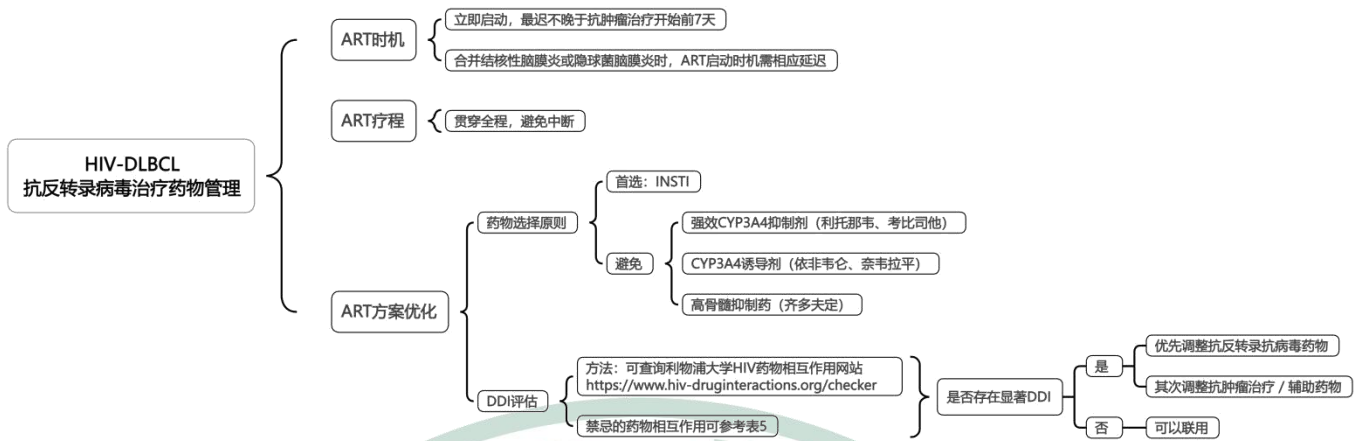 HIV-DLBCL
抗反转录病毒治疗药物管理
ART时机
立即启动，最迟不晚于抗肿瘤治疗开始前7天
合并结核性脑膜炎或隐球菌脑膜炎时，ART启动时机需相应延迟
ART疗程
贯穿全程，避免中断
ART方案优化
药物选择原则
首选：INSTI
避免
强效CYP3A4抑制剂（利托那韦、考比司他）
CYP3A4诱导剂（依非韦仑、奈韦拉平）
高骨髓抑制药（齐多夫定）
DDI评估
方法：可查询利物浦大学HIV药物相互作用网站
https://www.hiv-druginteractions.org/checker
禁忌的药物相互作用可参考表5
是否存在显著DDI
是
优先调整抗反转录抗病毒药物
其次调整抗肿瘤治疗 / 辅助药物
否
可以联用